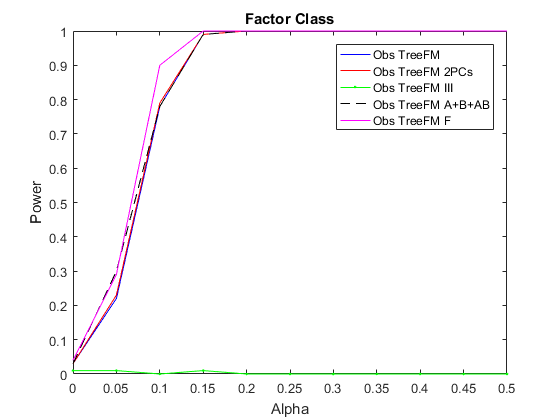 Factor Class
Power
1
0.9
0.8
0.7
0.6
0.5
0.4
0.3
0.2
0.1
0
Obs TreeFM
Obs TreeFM 2PCs
Obs TreeFM III
Obs TreeFM A+B+AB
Obs TreeFM F
0 0.05 0.1 0.15 0.2 0.25 0.3 0.35 0.4 0.45 0.5
Alpha